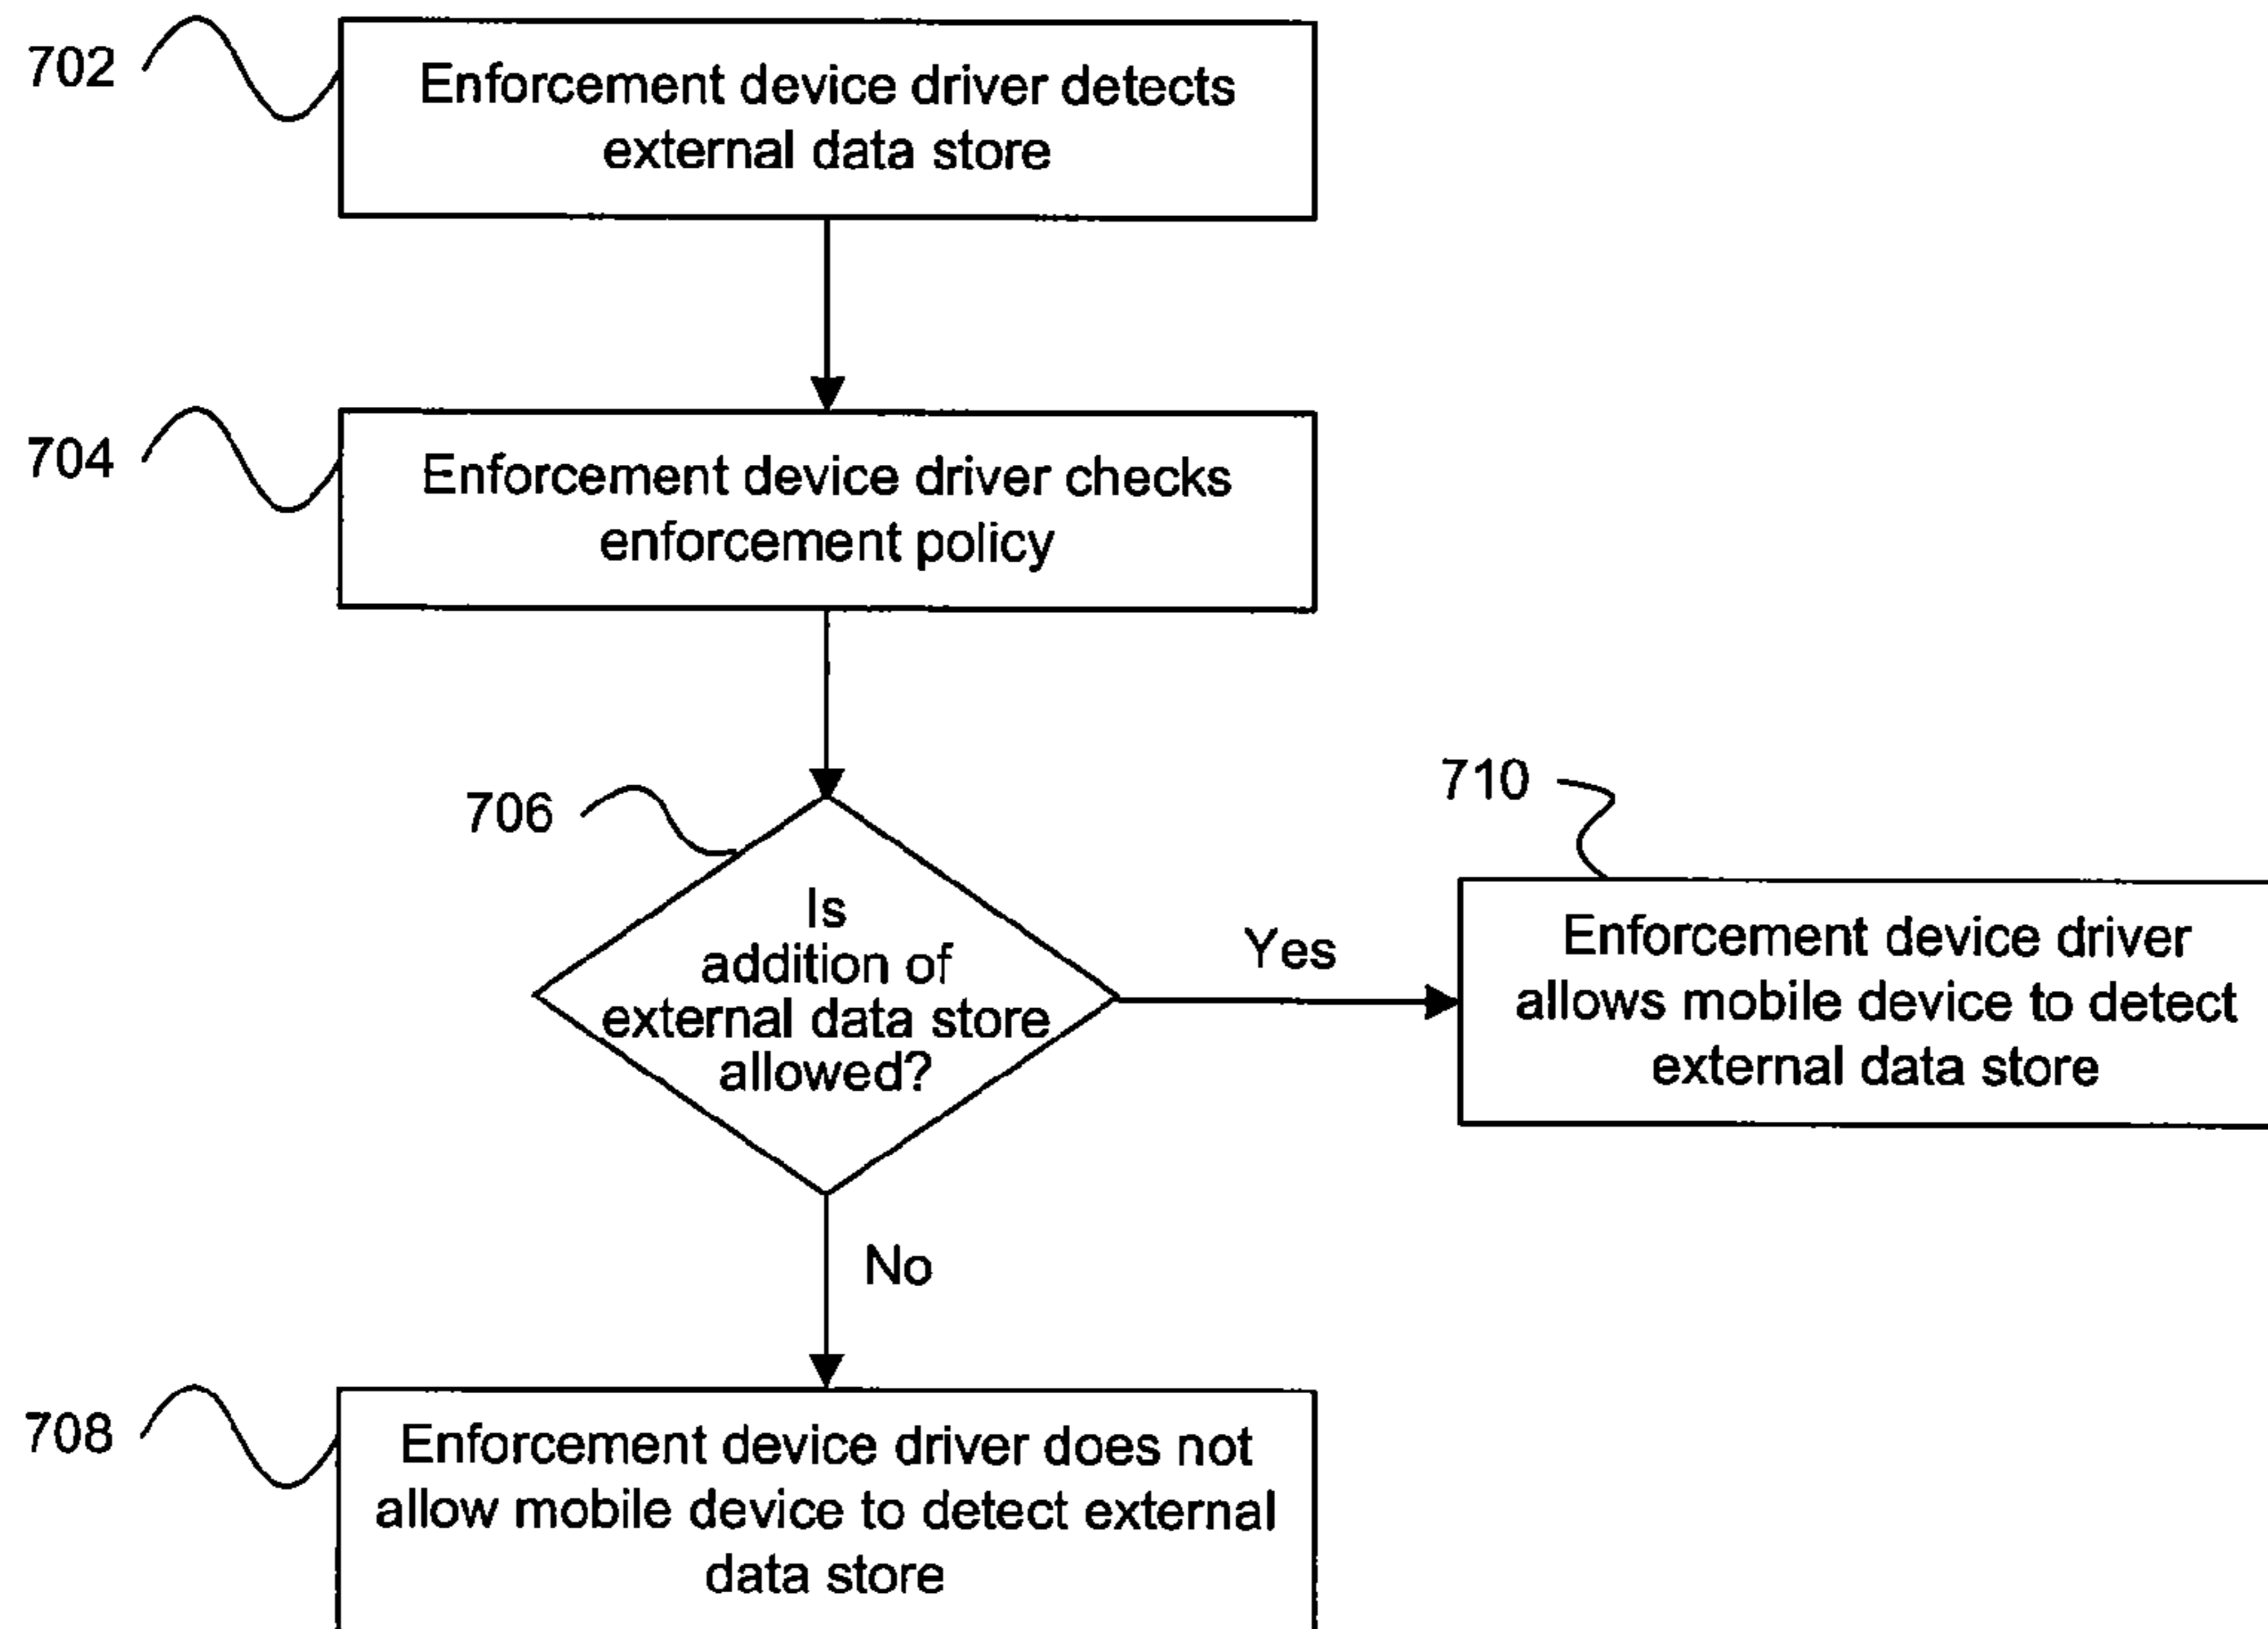 702
Enforcement device driver detects
external data store
704
Enforcement device driver checks
enforcement policy
706
Is
addition of
external data store
allowed?
Yes
710
Enforcement device driver
allows mobile device to detect
external data store
No
708
Enforcement device driver does not
allow mobile device to detect external
data store